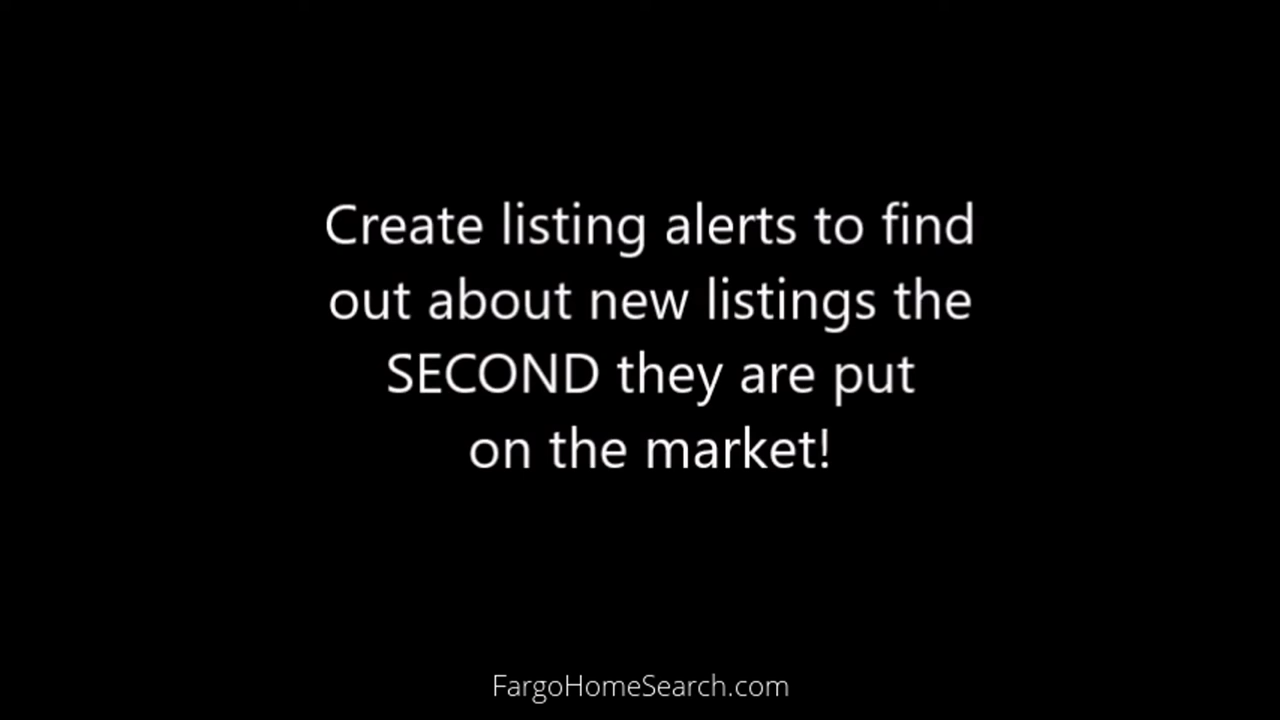 Create listing alerts to find
out about new listings the
SECOND they are put
on the market!
FargoHomeSearch.com